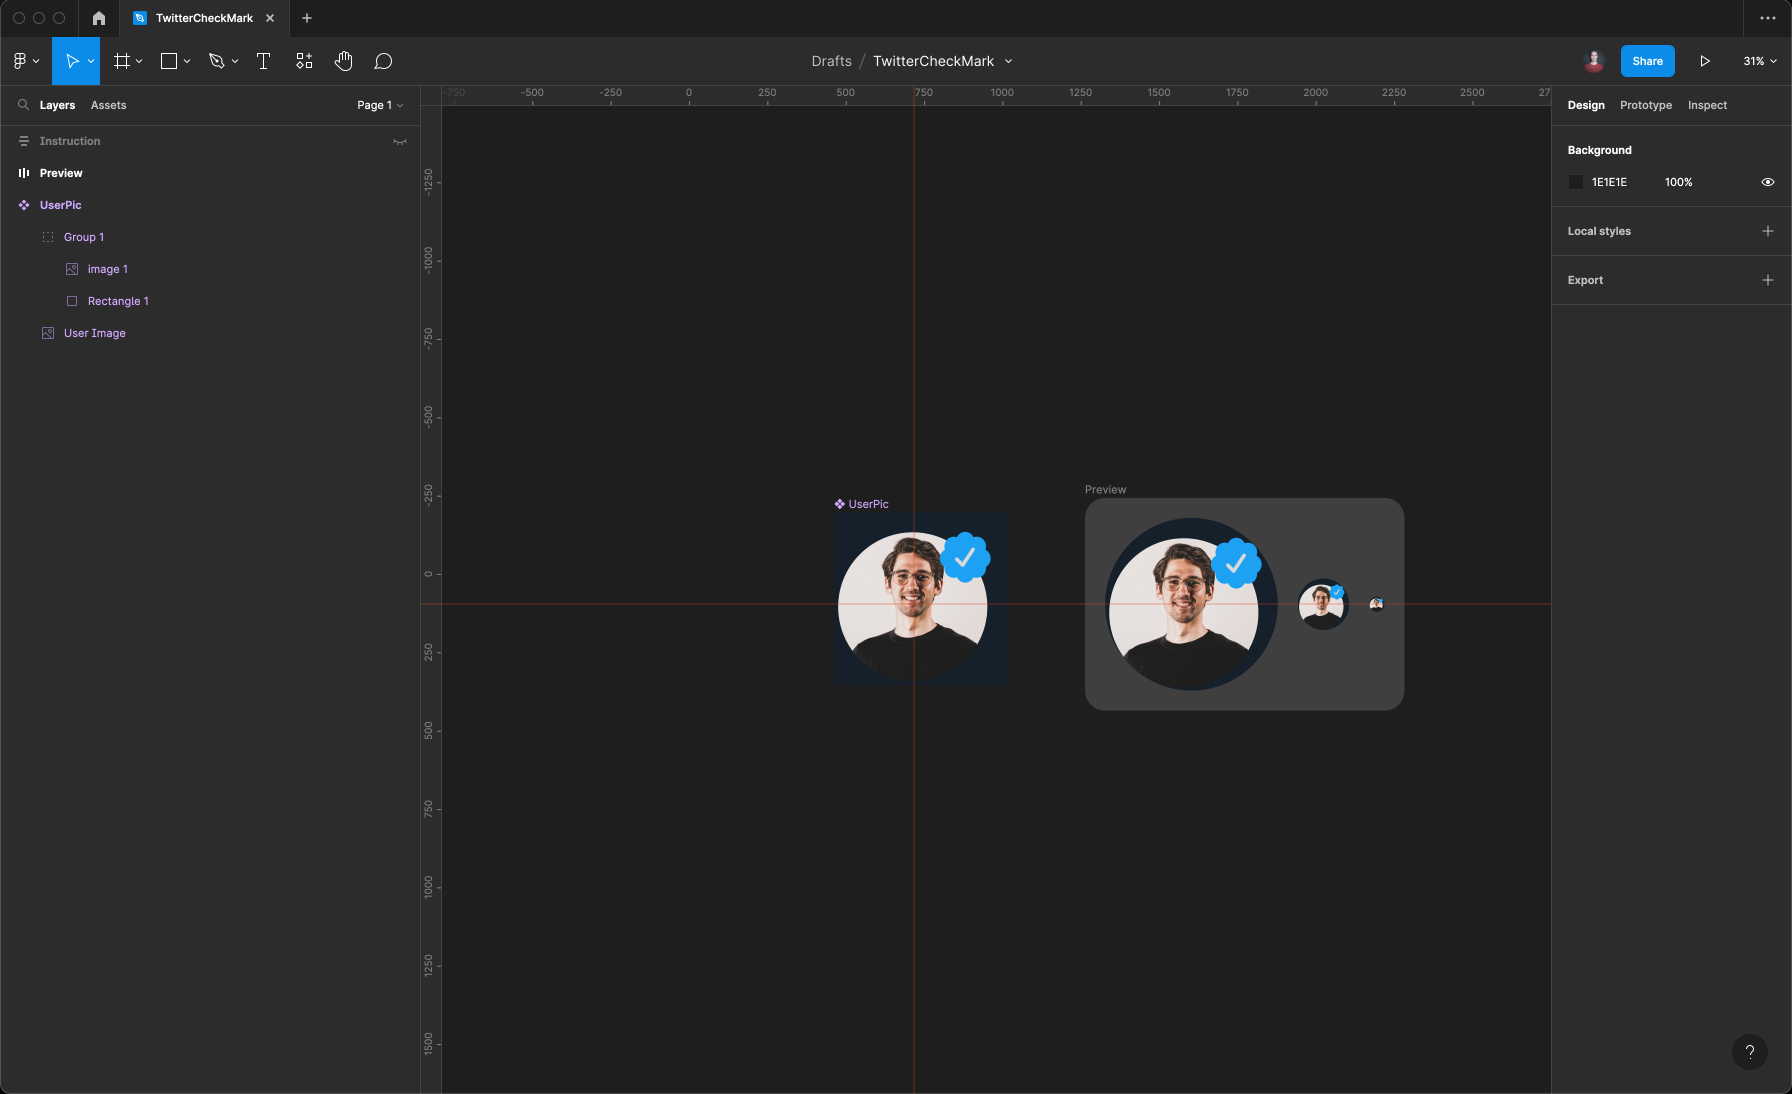 TwitterCheckMark
Drafts / TwitterCheckMark
Share
31%
Layers
Assets
Page 1
Instruction
Preview
UserPic
Group 1
image 1
Rectangle 1
User Image
-750
-500
-250
0
250
500
750
1000
1250
1500
1750
2000
2250
2500
27
-1250
-1000
-750
-500
-250
0
250
500
750
1000
1250
1500
UserPic
Preview
Design
Prototype
Inspect
Background
1E1E1E
100%
Local styles
Export
?